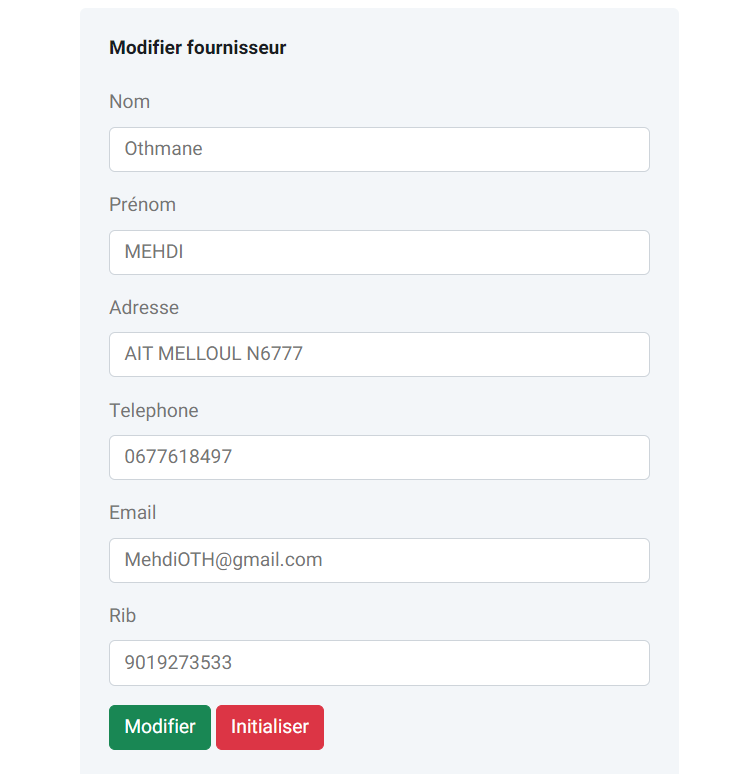 Modifier fournisseur
Nom
Othmane
Prénom
MEHDI
Adresse
AIT MELLOUL N6777
Telephone
0677618497
Email
MehdiOTH@gmail.com
Rib
9019273533
Modifier Initialiser